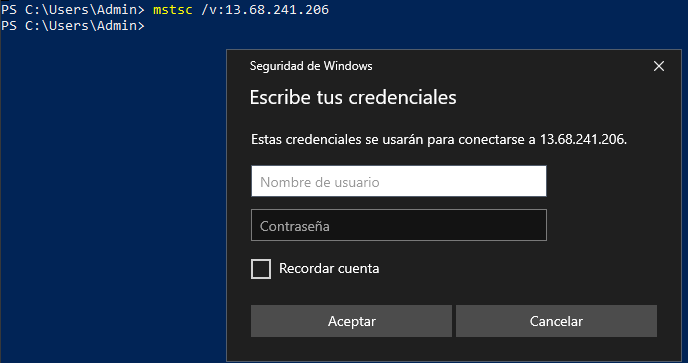 PS C:\Users\Admin> mstsc /v:13.68.241.206
PS C:\Users\Admin>
Seguridad de Windows
Escribe tus credenciales
Estas credenciales se usarán para conectarse a 13.68.241.206.
Nombre de usuario
Contraseña
Recordar cuenta
Aceptar Cancelar